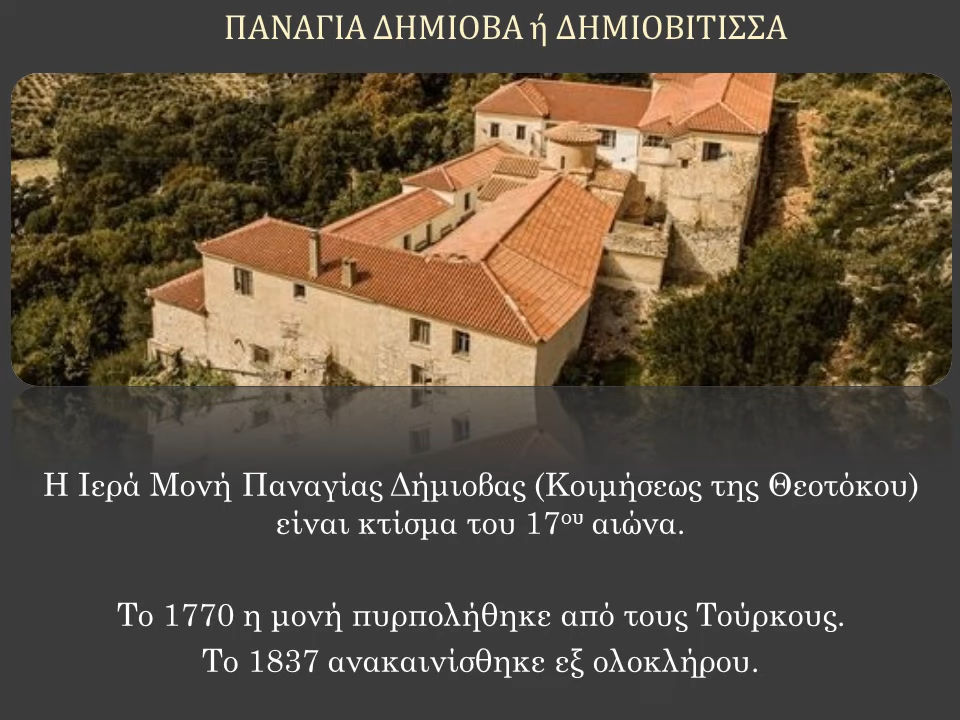 ΠΑΝΑΓΙΑ ΔΗΜΙΟΒΑ ή ΔΗΜΙΟΒΙΤΙΣΣΑ
Η Ιερά Μονή Παναγίας Δήμιοβας (Κοιμήσεως της Θεοτόκου)
είναι κτίσμα του 17ου αιώνα.
Το 1770 η μονή πυρπολήθηκε από τους Τούρκους.
Το 1837 ανακαινίσθηκε εξ ολοκλήρου.